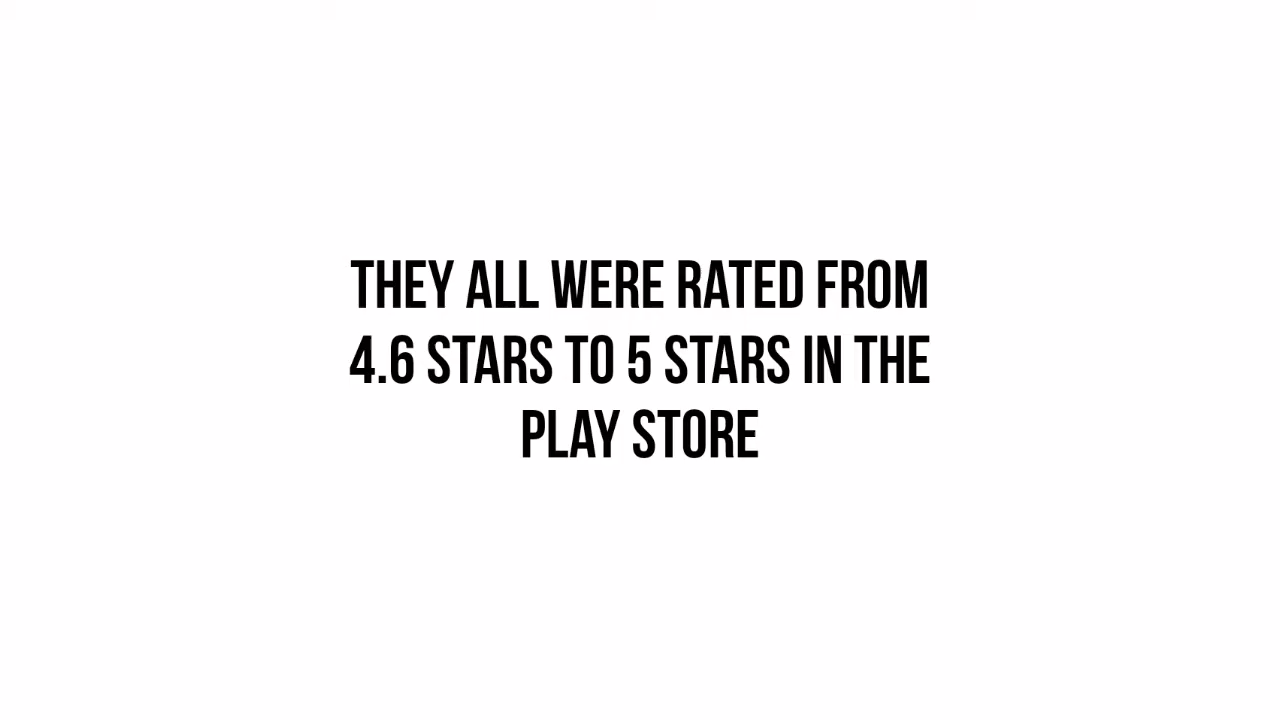 THEY ALL WERE RATED FROM
4.6 STARS TO 5 STARS IN THE
PLAY STORE